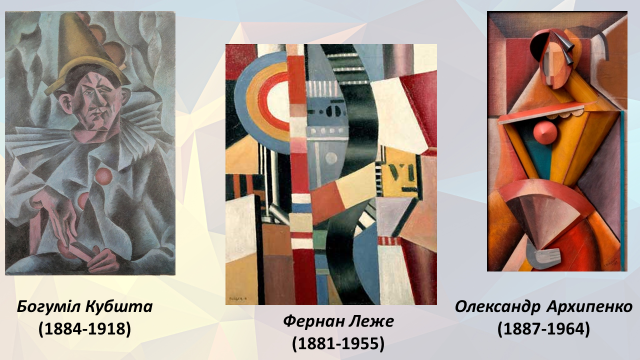 Богуміл Кубшта
(1884-1918)
Фернан Леже
(1881-1955)
Олександр Архипенко
(1887-1964)